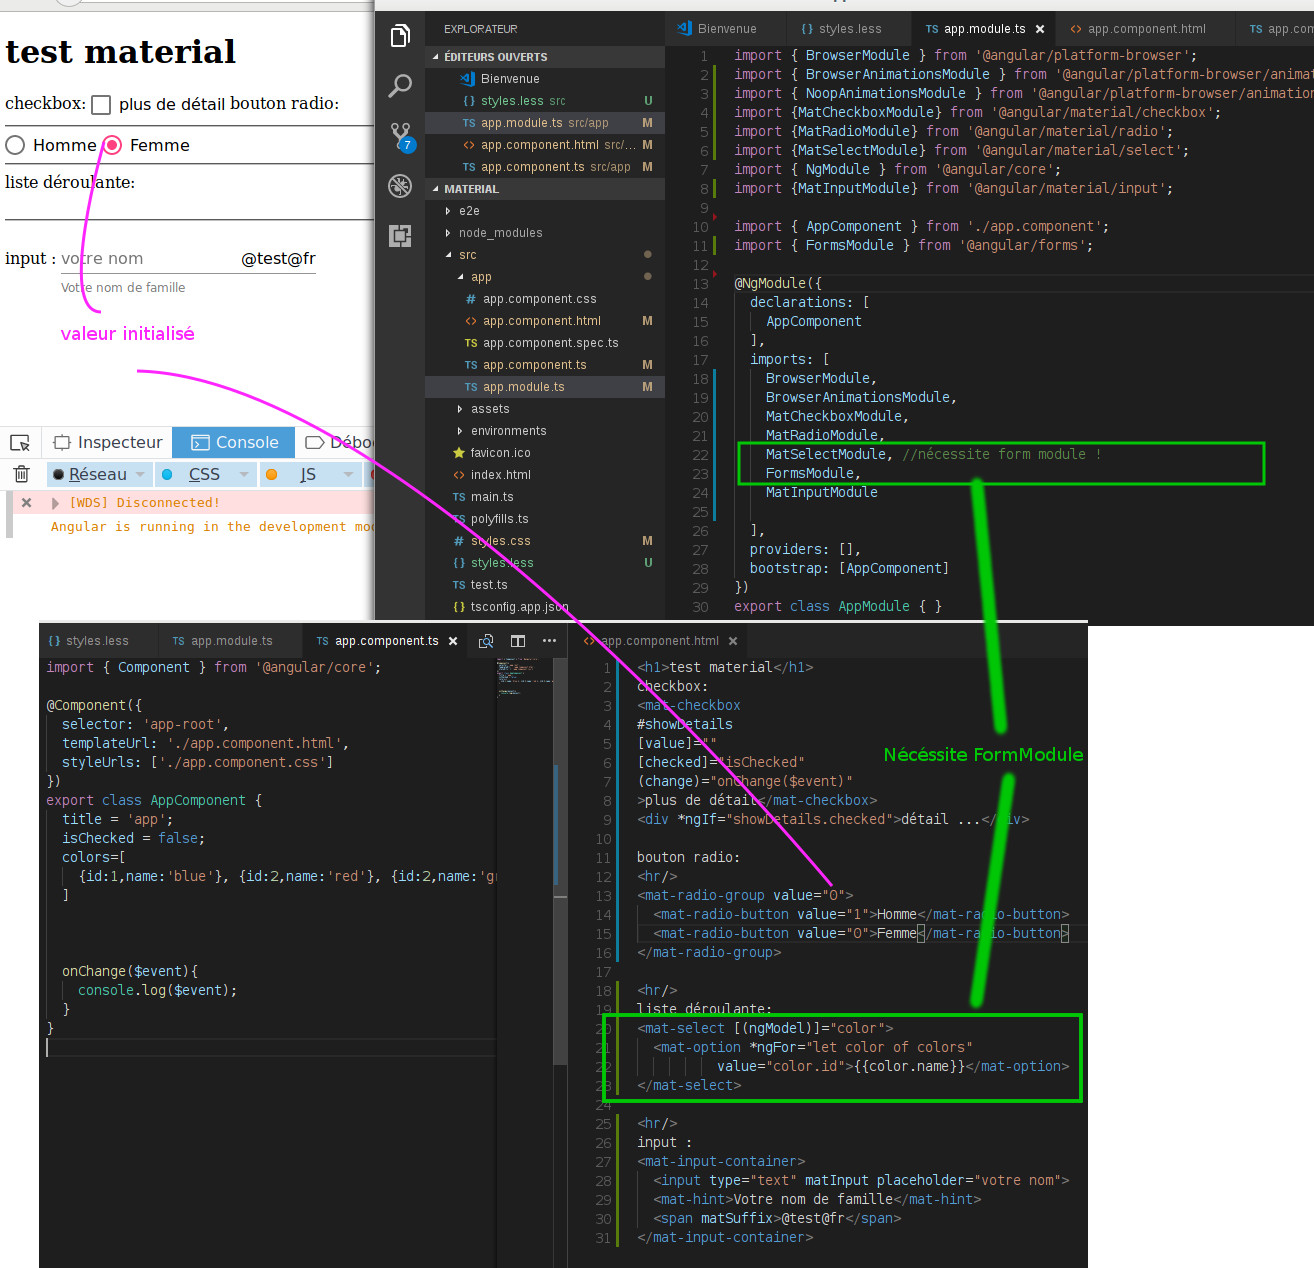 test material
checkbox: plus de détail bouton radio:
Homme Femme
liste déroulante:
input : votre nom @test@fr
Votre nom de famille
valeur initialisé
Inspecteur Console
Réseau CSS JS
[WDS] Disconnected!
Angular is running in the development
EXPLORATEUR
ÉDITEURS OUVERTS
Bienvenue
{} styles.less src U
TS app.module.ts src/app M
<> app.component.html src/... M
TS app.component.ts src/app M
7
MATERIAL
e2e
node_modules
src
app
# app.component.css
<> app.component.html M
TS app.component.spec.ts
TS app.component.ts M
TS app.module.ts M
assets
environments
favicon.ico
<> index.html
TS main.ts
TS polyfills.ts
# styles.css M
{} styles.less U
TS test.ts
{} tsconfig.app.json
Bienvenue {} styles.less TS app.module.ts × <> app.component.html TS
1 import { BrowserModule } from '@angular/platform-browser';
2 import { BrowserAnimationsModule } from '@angular/platform-browser/
3 import { NoopAnimationsModule } from '@angular/platform-browser/
4 import {MatCheckboxModule} from '@angular/material/checkbox';
5 import {MatRadioModule} from '@angular/material/radio';
6 import {MatSelectModule} from '@angular/material/select';
7 import { NgModule } from '@angular/core';
8 import {MatInputModule} from '@angular/material/input';
9
10 import { AppComponent } from './app.component';
11 import { FormsModule } from '@angular/forms';
12
13 @NgModule({
14 declarations: [
15 AppComponent
16 ],
17 imports: [
18 BrowserModule,
19 BrowserAnimationsModule,
20 MatCheckboxModule,
21 MatRadioModule,
22 MatSelectModule, //nécessite form module !
23 FormsModule,
24 MatInputModule
25
26 ],
27 providers: [],
28 bootstrap: [AppComponent]
29 })
30 export class AppModule { }
{} styles.less TS app.module.ts TS app.component.ts ×
import { Component } from '@angular/core';
@Component({
selector: 'app-root',
templateUrl: './app.component.html',
styleUrls: ['./app.component.css']
})
export class AppComponent {
title = 'app';
isChecked = false;
colors=[
{id:1,name:'blue'}, {id:2,name:'red'}, {id:2,name:'gr
]
onChange($event){
console.log($event);
}
}
<> app.component.html ×
1 <h1>test material</h1>
2 checkbox:
3 <mat-checkbox
4 #showDetails
5 [value]=""
6 [checked]="isChecked"
7 (change)="onChange($event)"
8 >plus de détail</mat-checkbox>
9 <div *ngIf="showDetails.checked">détail ...</div>
10
11 bouton radio:
12 <hr/>
13 <mat-radio-group value="0">
14 <mat-radio-button value="1">Homme</mat-radio-button>
15 <mat-radio-button value="0">Femme</mat-radio-button>
16 </mat-radio-group>
17
18 <hr/>
19 liste déroulante:
20 <mat-select [(ngModel)]="color">
21 <mat-option *ngFor="let color of colors"
22 value="color.id">{{color.name}}</mat-option>
23 </mat-select>
24
25 <hr/>
26 input :
27 <mat-input-container>
28 <input type="text" matInput placeholder="votre nom">
29 <mat-hint>Votre nom de famille</mat-hint>
30 <span matSuffix>@test@fr</span>
31 </mat-input-container>
Nécéssite FormModule